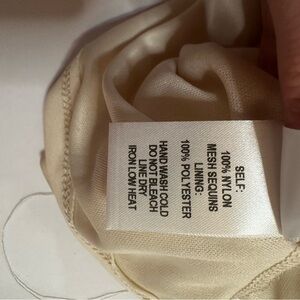 SELF:
100% NYLON
MESH SEQUINS
LINING:
100% POLYESTER
HAND WASH COLD
DO NOT BLEACH
LINE DRY
IRON LOW HEAT